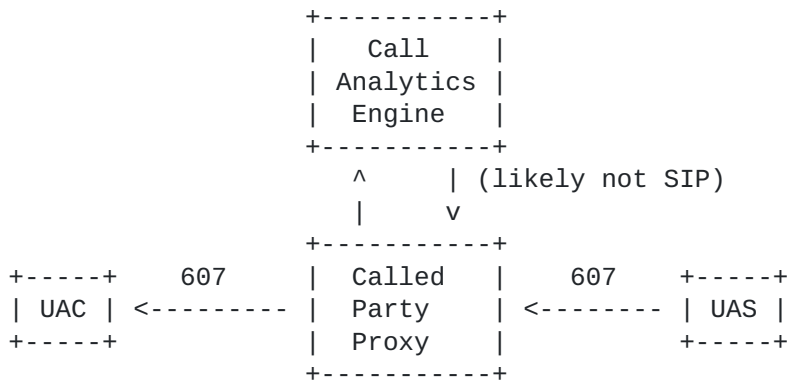 Call
Analytics
Engine
(likely not SIP)
607 Called 607
UAC Party UAS
Proxy